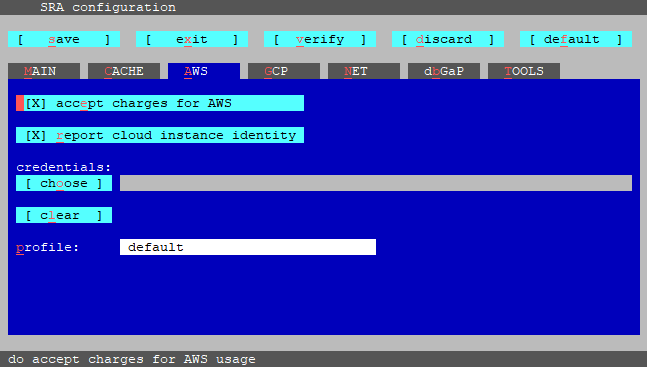 SRA configuration
[ save ] [ exit ] [ verify ] [ discard ] [ default ]
MAIN CACHE AWS GCP NET dbGaP TOOLS
[X] accept charges for AWS
[X] report cloud instance identity
credentials:
[ choose ]
[ clear ]
profile: default
do accept charges for AWS usage